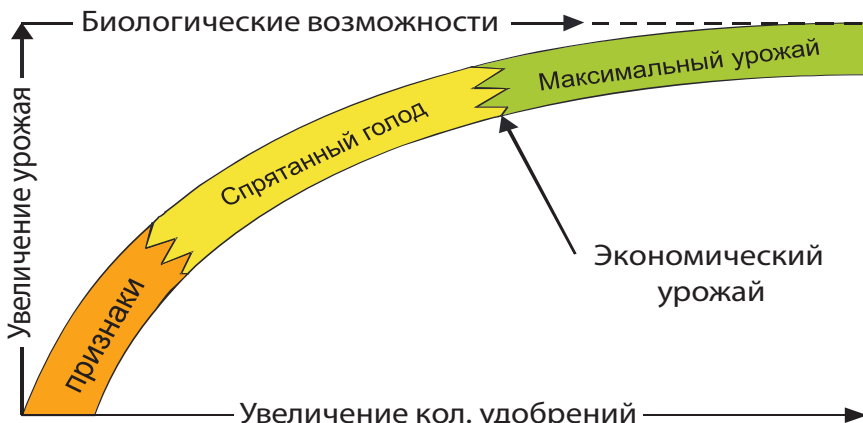 Биологические возможности
Максимальный урожай
Спрятанный голод
признаки
Увеличение урожая
Экономический
урожай
Увеличение кол. удобрений